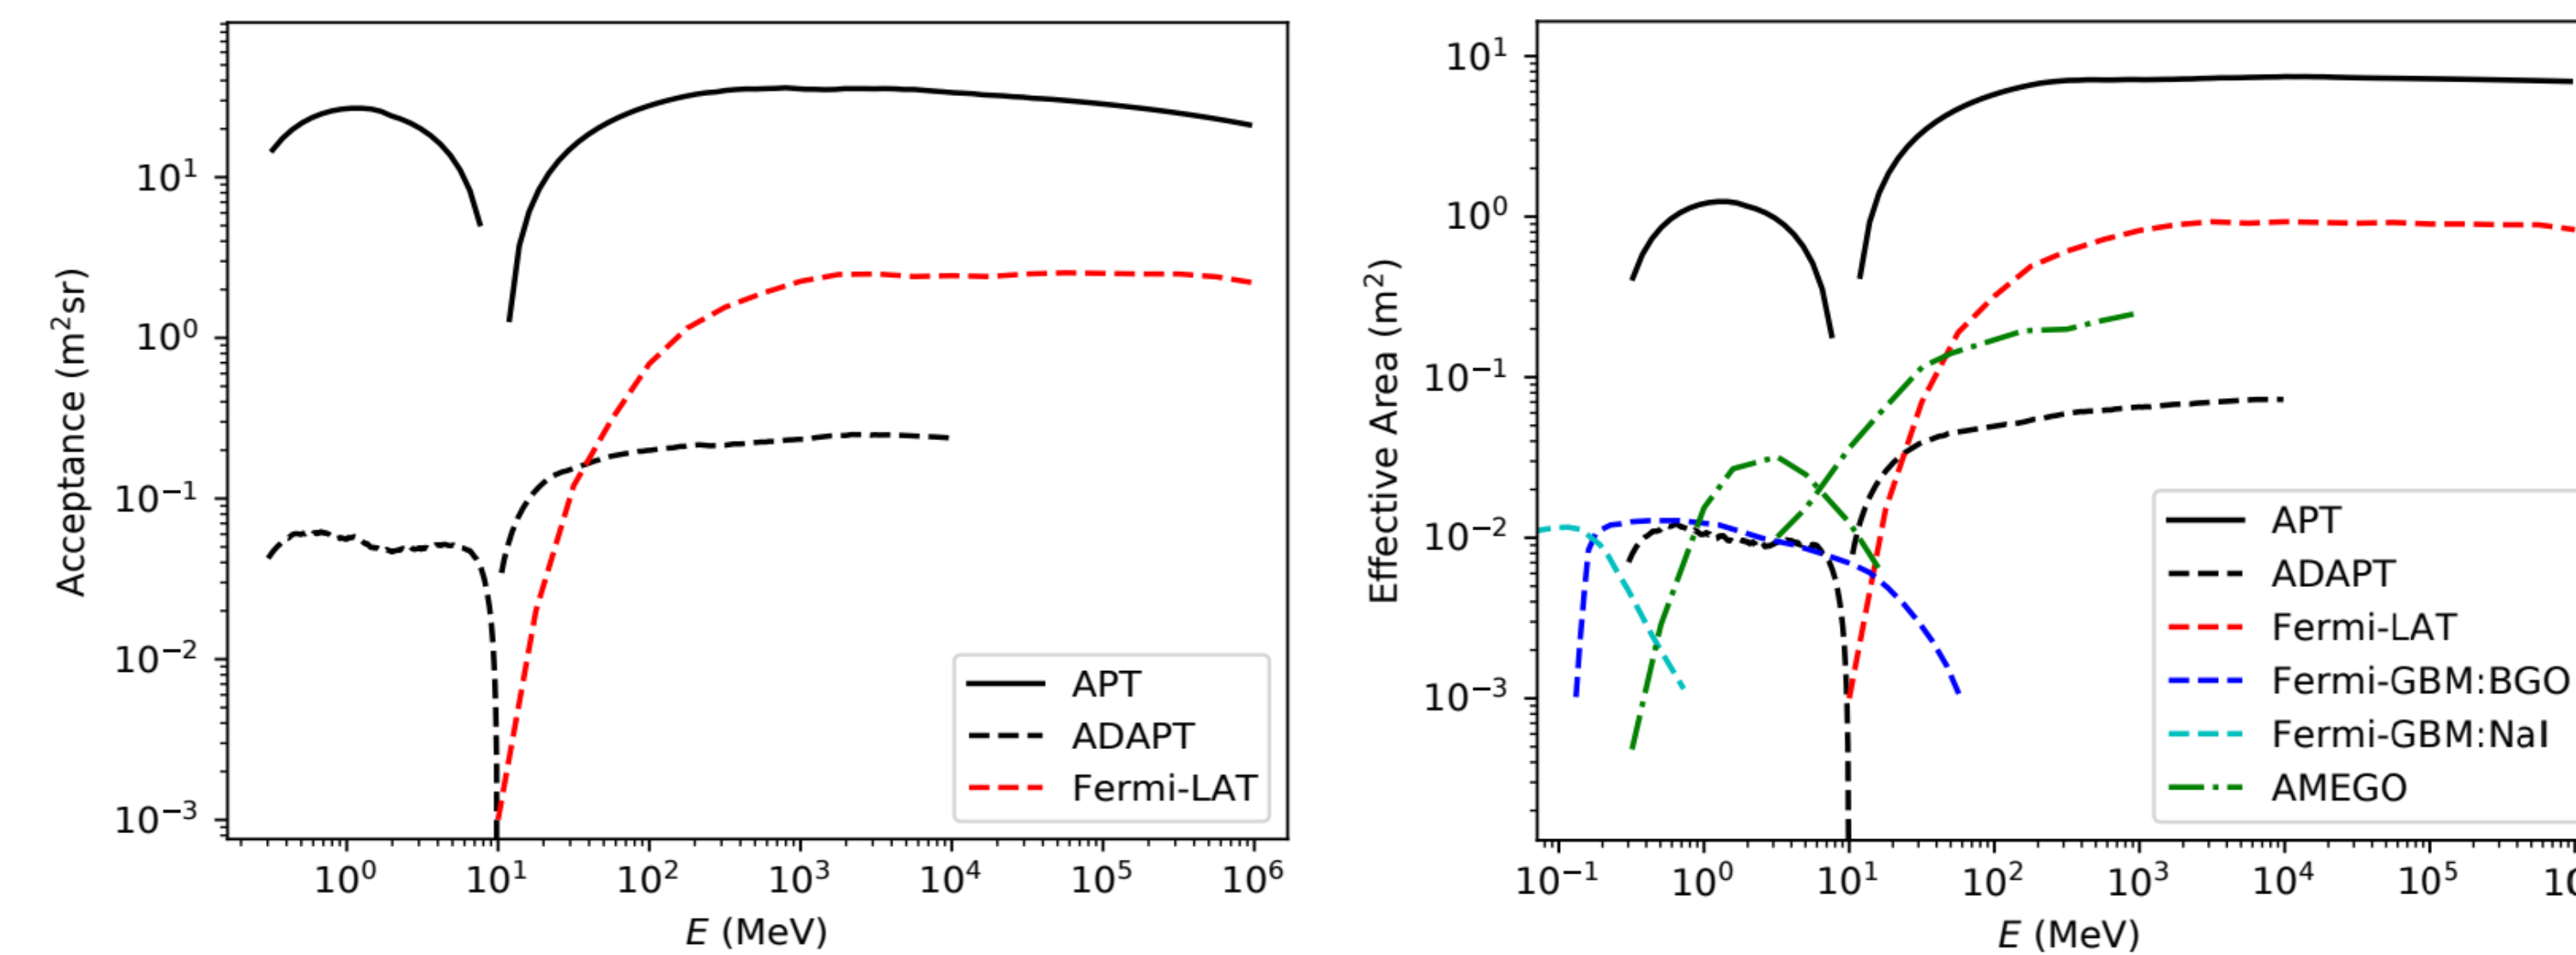 Acceptance (m²sr)
10¹
10⁰
10⁻¹
10⁻²
10⁻³
10⁰ 10¹ 10² 10³ 10⁴ 10⁵ 10⁶
E (MeV)
APT
ADAPT
Fermi-LAT
Effective Area (m²)
10¹
10⁰
10⁻¹
10⁻²
10⁻³
10⁻¹ 10⁰ 10¹ 10² 10³ 10⁴ 10⁵
E (MeV)
APT
ADAPT
Fermi-LAT
Fermi-GBM:BGO
Fermi-GBM:NaI
AMEGO